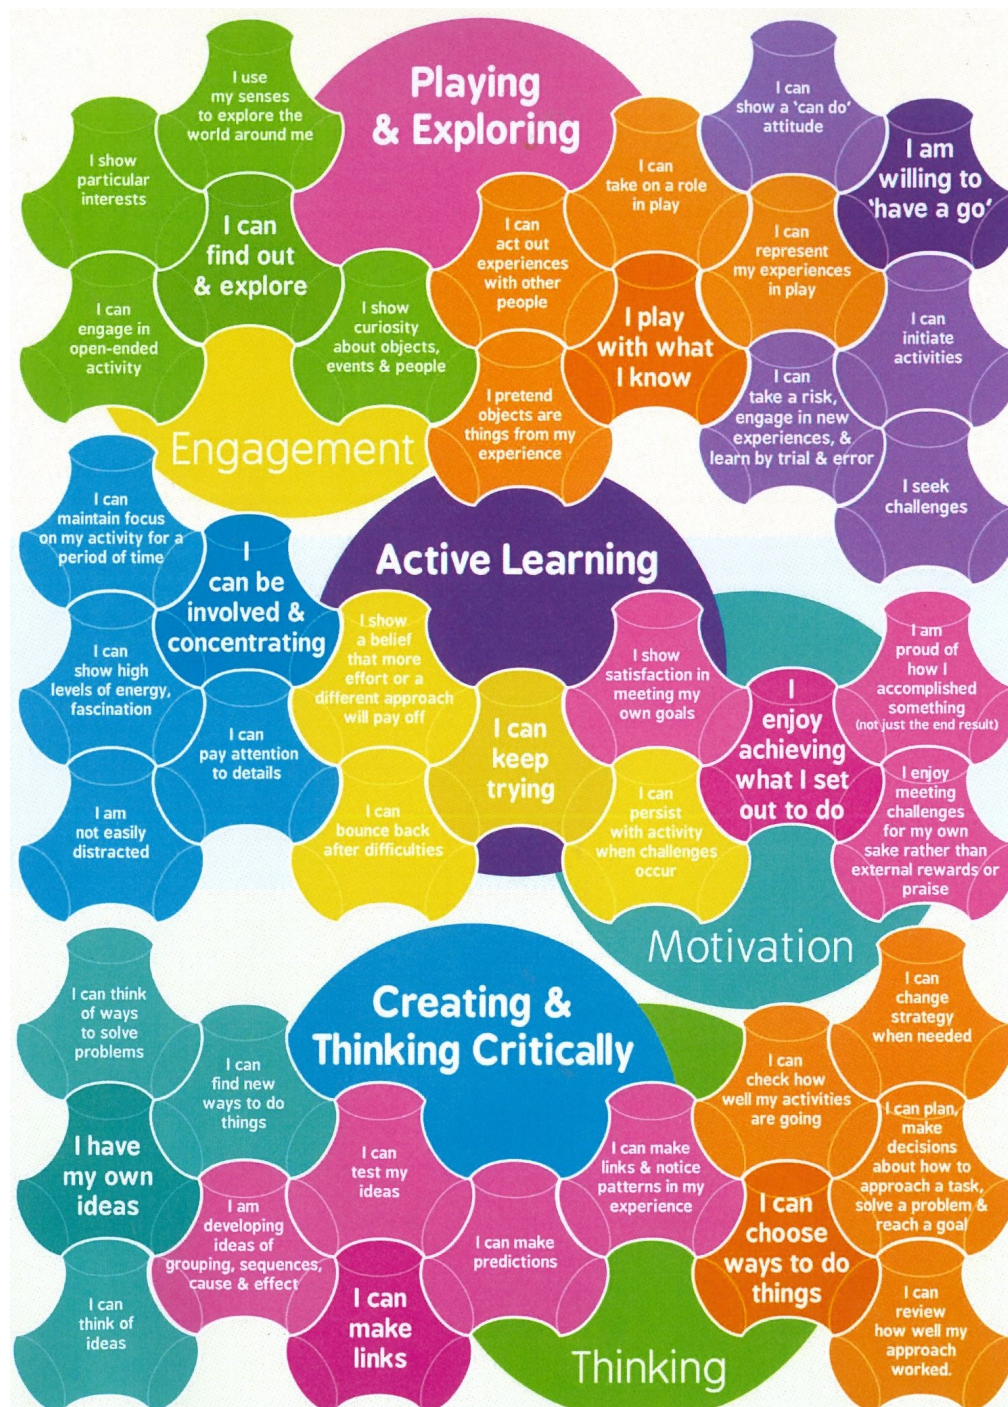 Playing
& Exploring
I use
my senses
to explore the
world around me
I show
particular
interests
I can
find out
& explore
I can
engage in
open-ended
activity
I show
curiosity
about objects,
events & people
Engagement
I can
act out
experiences
with other
people
I can
take on a role
in play
I can
represent
my experiences
in play
I play
with what
I know
I pretend
objects are
things from my
experience
I can
show a 'can do'
attitude
I am
willing to
'have a go'
I can
initiate
activities
I can
take a risk,
engage in new
experiences, &
learn by trial & error
I seek
challenges
Active Learning
I can
maintain focus
on my activity for a
period of time
I
can be
involved &
concentrating
I can
show high
levels of energy,
fascination
I can
pay attention
to details
I am
not easily
distracted
I show
a belief
that more
effort or a
different approach
will pay off
I can
keep
trying
I can
bounce back
after difficulties
I can
persist
with activity
when challenges
occur
I show
satisfaction in
meeting my
own goals
I
enjoy
achieving
what I set
out to do
I am
proud of
how I
accomplished
something
(not just the end result)
I enjoy
meeting
challenges
for my own
sake rather than
external rewards or
praise
Motivation
Creating &
Thinking Critically
I can think
of ways
to solve
problems
I can
find new
ways to do
things
I have
my own
ideas
I can
think of
ideas
I am
developing
ideas of
grouping, sequences,
cause & effect
I can
test my
ideas
I can
make
links
I can make
predictions
I can make
links & notice
patterns in my
experience
I can
check how
well my activities
are going
I can
change
strategy
when needed
I can plan,
make
decisions
about how to
approach a task,
solve a problem &
reach a goal
I can
choose
ways to do
things
I can
review
how well my
approach
worked.
Thinking